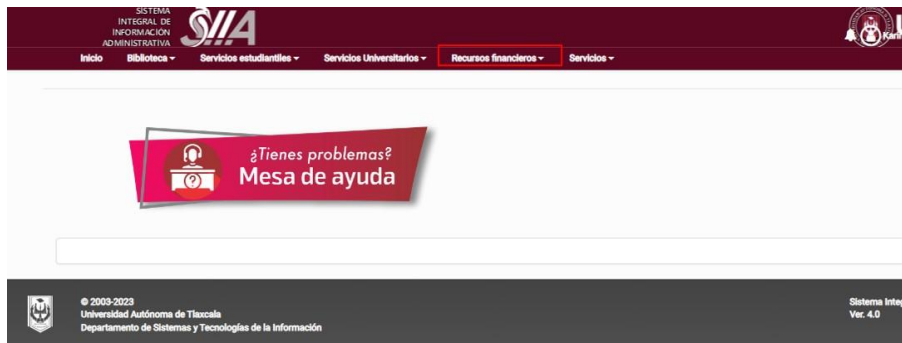 SISTEMA
INTEGRAL DE
INFORMACIÓN
ADMINISTRATIVA
SIIA
Inicio Biblioteca Servicios estudiantiles Servicios Universitarios Recursos financieros Servicios
¿Tienes problemas?
Mesa de ayuda
© 2003-2023
Universidad Autónoma de Tlaxcala
Departamento de Sistemas y Tecnologías de la Información
Sistema
Ver. 4.0